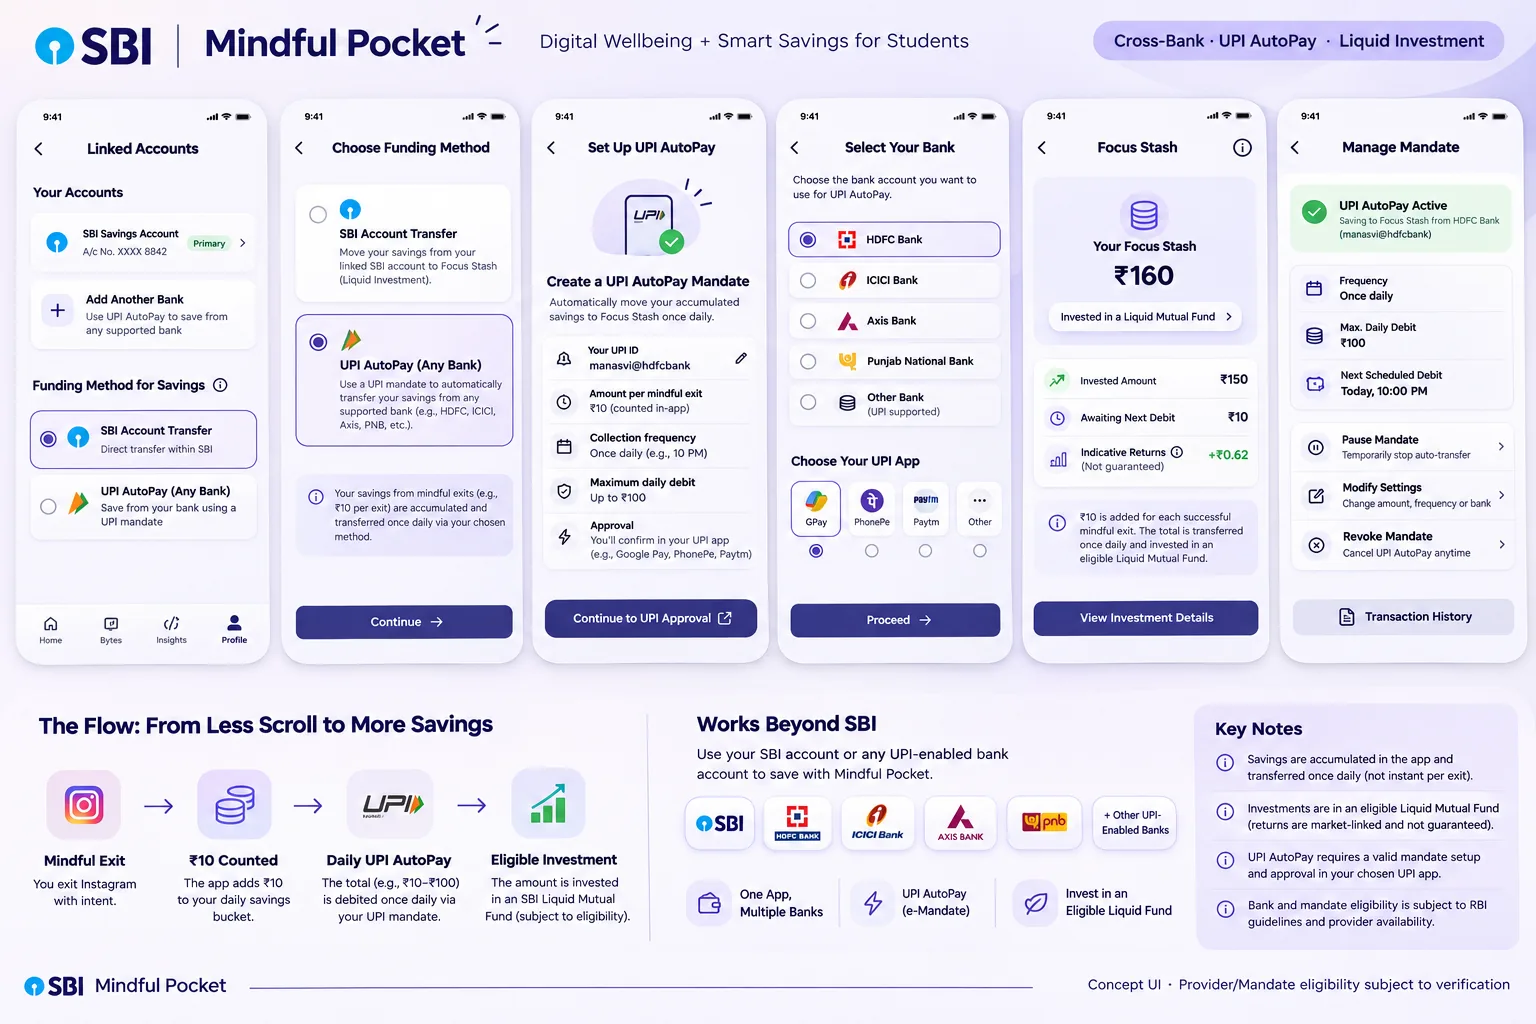 SBI
Mindful Pocket
Digital Wellbeing + Smart Savings for Students
Cross-Bank · UPI AutoPay · Liquid Investment
9:41
Linked Accounts
Your Accounts
SBI Savings Account
A/c No. XXXX 8842
Primary
Add Another Bank
Use UPI AutoPay to save from
any supported bank
Funding Method for Savings
SBI Account Transfer
Direct transfer within SBI
UPI AutoPay (Any Bank)
Save from your bank using a
UPI mandate
Home
Bytes
Insights
Profile
9:41
Choose Funding Method
SBI Account Transfer
Move your savings from your
linked SBI account to Focus Stash
(Liquid Investment).
UPI AutoPay (Any Bank)
Use a UPI mandate to automatically
transfer your savings from any
supported bank (e.g., HDFC, ICICI,
Axis, PNB, etc.).
Your savings from mindful exits (e.g.,
₹10 per exit) are accumulated and
transferred once daily via your chosen
method.
Continue
9:41
Set Up UPI AutoPay
UPI
Create a UPI AutoPay Mandate
Automatically move your accumulated
savings to Focus Stash once daily.
Your UPI ID
manasvi@hdfcbank
Amount per mindful exit
₹10 (counted in-app)
Collection frequency
Once daily (e.g., 10 PM)
Maximum daily debit
Up to ₹100
Approval
You'll confirm in your UPI app
(e.g., Google Pay, PhonePe, Paytm)
Continue to UPI Approval
9:41
Select Your Bank
Choose the bank account you want to
use for UPI AutoPay.
HDFC Bank
ICICI Bank
Axis Bank
Punjab National Bank
Other Bank
(UPI supported)
Choose Your UPI App
GPay
PhonePe
Paytm
Paytm
Other
Proceed
9:41
Focus Stash
Your Focus Stash
₹160
Invested in a Liquid Mutual Fund
Invested Amount
₹150
Awaiting Next Debit
₹10
Indicative Returns
(Not guaranteed)
+₹0.62
₹10 is added for each successful
mindful exit. The total is transferred
once daily and invested in an
eligible Liquid Mutual Fund.
View Investment Details
9:41
Manage Mandate
UPI AutoPay Active
Saving to Focus Stash from HDFC Bank
(manasvi@hdfcbank)
Frequency
Once daily
Max. Daily Debit
₹100
Next Scheduled Debit
Today, 10:00 PM
Pause Mandate
Temporarily stop auto-transfer
Modify Settings
Change amount, frequency or bank
Revoke Mandate
Cancel UPI AutoPay anytime
Transaction History
The Flow: From Less Scroll to More Savings
Mindful Exit
You exit Instagram
with intent.
₹10 Counted
The app adds ₹10
to your daily savings
bucket.
UPI
Daily UPI AutoPay
The total (e.g., ₹10–₹100)
is debited once daily via
your UPI mandate.
Eligible Investment
The amount is invested
in an SBI Liquid Mutual
Fund (subject to eligibility).
Works Beyond SBI
Use your SBI account or any UPI-enabled bank
account to save with Mindful Pocket.
SBI
HDFC BANK
ICICI Bank
AXIS BANK
pnb
+ Other UPI-
Enabled Banks
One App,
Multiple Banks
UPI AutoPay
(e-Mandate)
Invest in an
Eligible Liquid Fund
Key Notes
Savings are accumulated in the app and
transferred once daily (not instant per exit).
Investments are in an eligible Liquid Mutual Fund
(returns are market-linked and not guaranteed).
UPI AutoPay requires a valid mandate setup
and approval in your chosen UPI app.
Bank and mandate eligibility is subject to RBI
guidelines and provider availability.
SBI Mindful Pocket
Concept UI · Provider/Mandate eligibility subject to verification